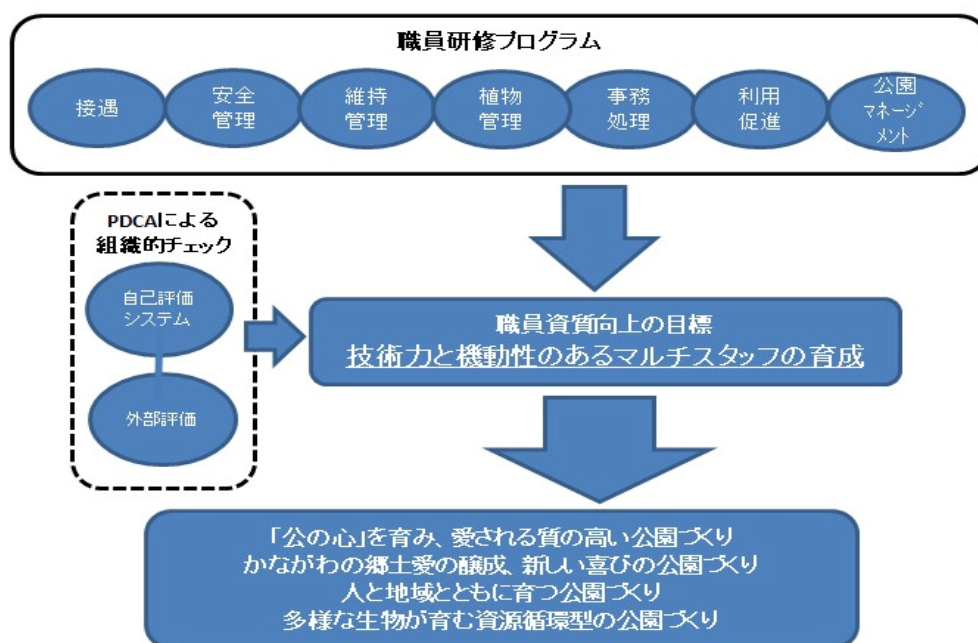 職員研修プログラム
接遇
安全
管理
維持
管理
植物
管理
事務
処理
利用
促進
公園
マネージ
メント
PDCAによる
組織的チェック
自己評価
システム
外部評価
職員資質向上の目標
技術力と機動性のあるマルチスタッフの育成
「公の心」を育み、愛される質の高い公園づくり
かながわの郷土愛の醸成、新しい喜びの公園づくり
人と地域とともに育つ公園づくり
多様な生物が育む資源循環型の公園づくり